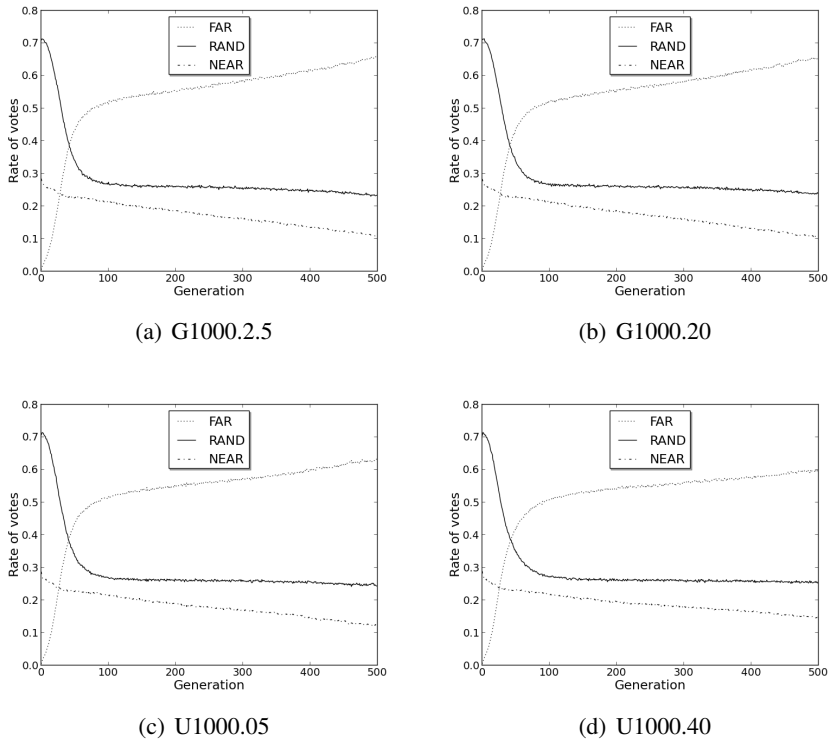 0.8
0.7
0.6
0.5
0.4
0.3
0.2
0.1
0.0
Rate of votes
FAR
RAND
NEAR
0 100 200 300 400 500
Generation
(a) G1000.2.5
0.8
0.7
0.6
0.5
0.4
0.3
0.2
0.1
0.0
Rate of votes
FAR
RAND
NEAR
0 100 200 300 400 500
Generation
(b) G1000.20
0.8
0.7
0.6
0.5
0.4
0.3
0.2
0.1
0.0
Rate of votes
FAR
RAND
NEAR
0 100 200 300 400 500
Generation
(c) U1000.05
0.8
0.7
0.6
0.5
0.4
0.3
0.2
0.1
0.0
Rate of votes
FAR
RAND
NEAR
0 100 200 300 400 500
Generation
(d) U1000.40